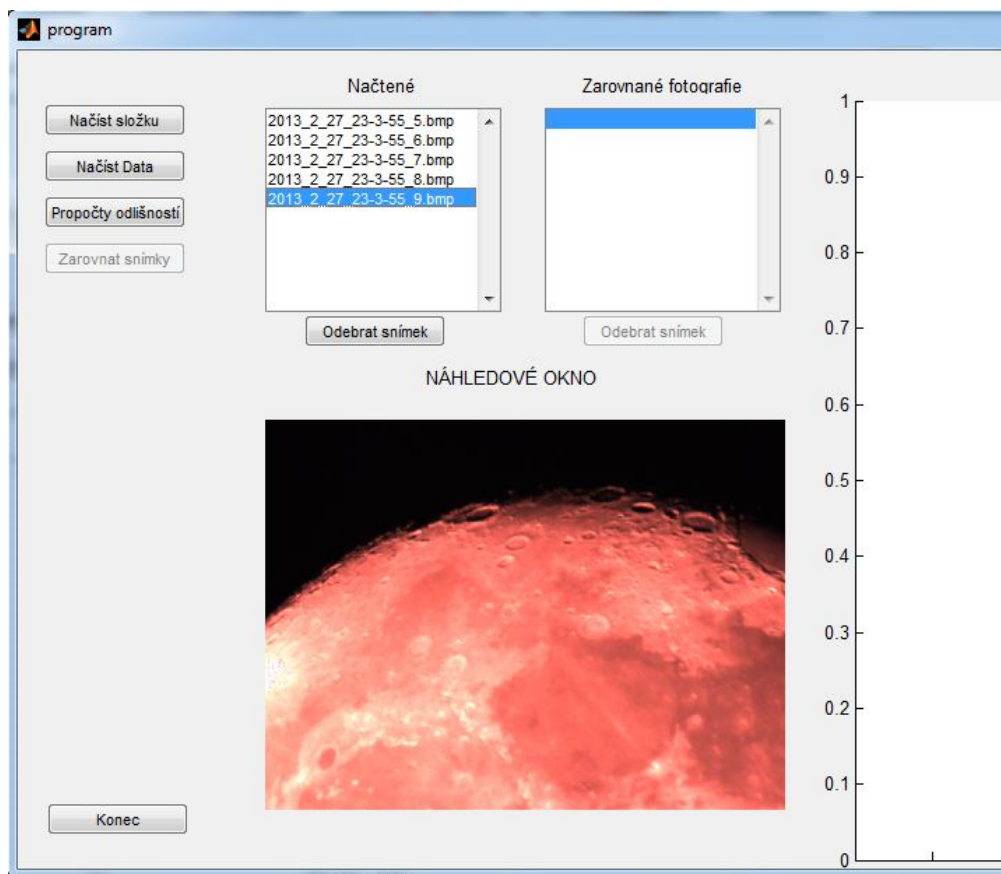 program
Načíst složku
Načíst Data
Propočty odlišností
Zarovnat snímky
Načtené
2013_2_27_23-3-55_5.bmp
2013_2_27_23-3-55_6.bmp
2013_2_27_23-3-55_7.bmp
2013_2_27_23-3-55_8.bmp
2013_2_27_23-3-55_9.bmp
Odebrat snímek
Zarovnané fotografie
Odebrat snímek
NÁHLEDOVÉ OKNO
Konec
1
0.9
0.8
0.7
0.6
0.5
0.4
0.3
0.2
0.1
0